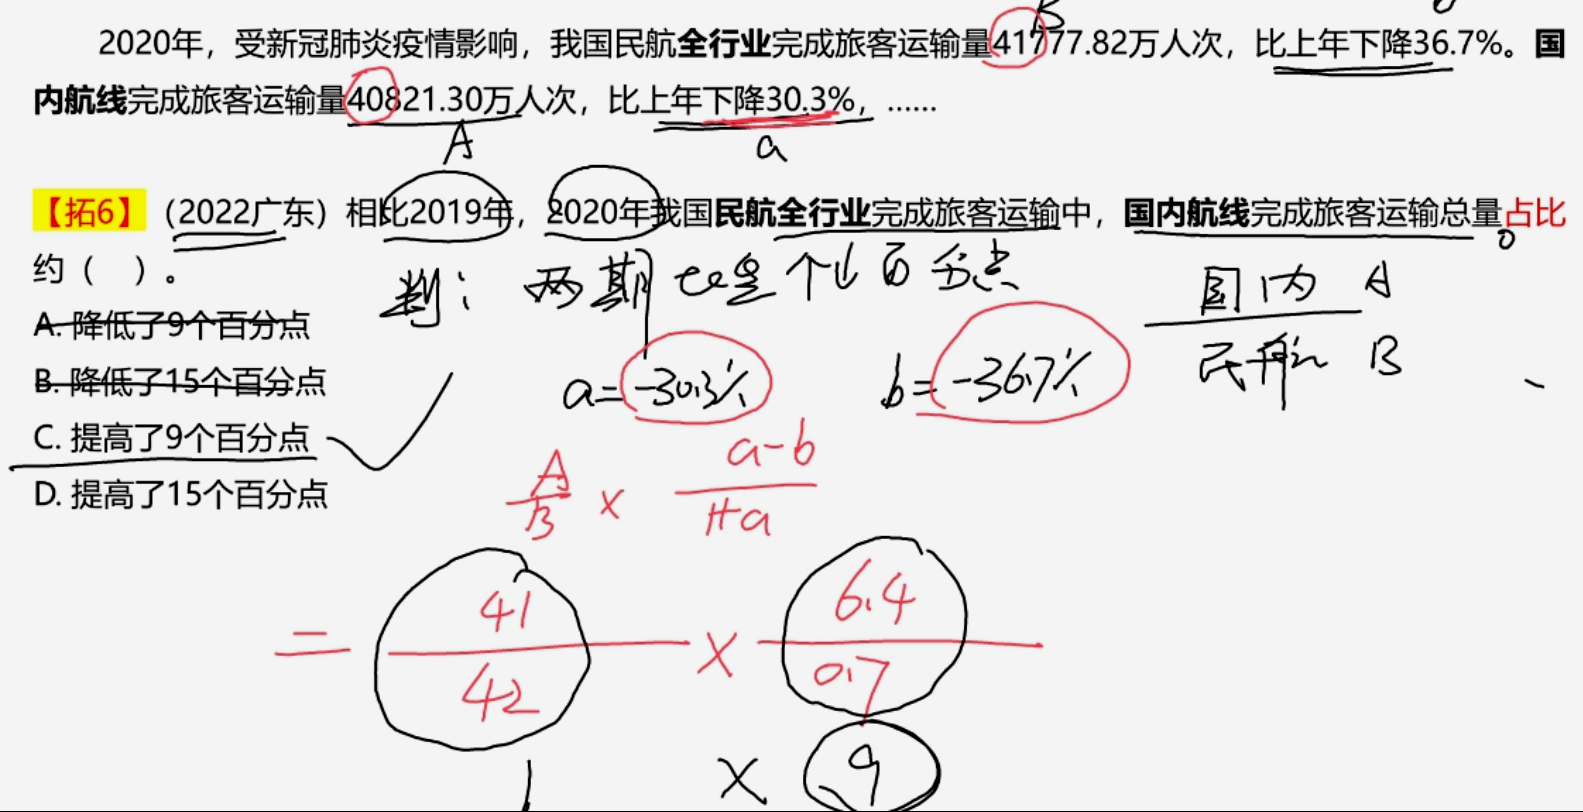 B
2020年，受新冠肺炎疫情影响，我国民航全行业完成旅客运输量41777.82万人次，比上年下降36.7%。国
内航线完成旅客运输量40821.30万人次，比上年下降30.3%，……
A a
【拓6】（2022广东）相比2019年，2020年我国民航全行业完成旅客运输中，国内航线完成旅客运输总量占比
约（ ）。
判：两期比重 个 百分点
国内 A
民航 B
A. 降低了9个百分点
B. 降低了15个百分点
C. 提高了9个百分点
D. 提高了15个百分点
a=-30.3% b=-36.7%
A/B × a-b/1+a
= 41/42 × 6.4/0.7
1 × 9